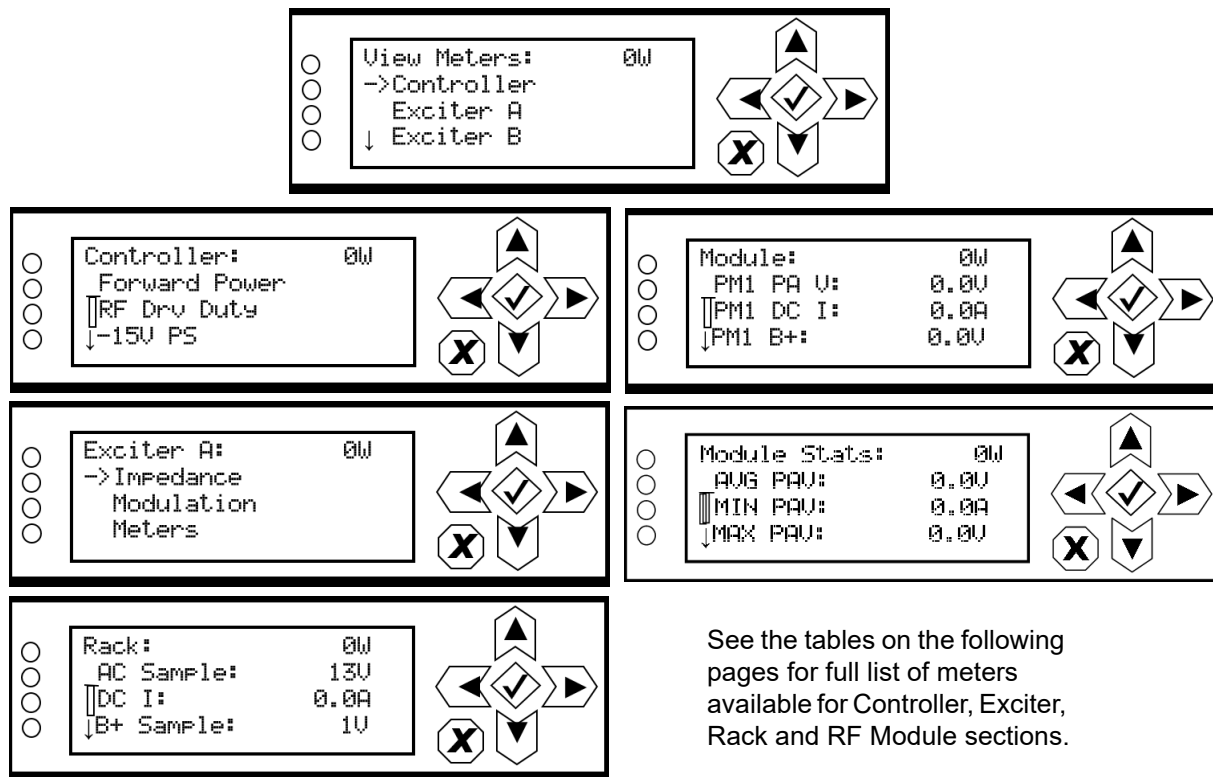 View Meters: 0W
->Controller
Exciter A
↓ Exciter B
Controller: 0W
Forward Power
RF Drv Duty
↓-15V PS
Module: 0W
PM1 PA V: 0.0V
PM1 DC I: 0.0A
↓PM1 B+: 0.0V
Exciter A: 0W
->Impedance
Modulation
Meters
Module Stats: 0W
AVG PAV: 0.0V
MIN PAV: 0.0A
↓MAX PAV: 0.0V
Rack: 0W
AC Sample: 13V
DC I: 0.0A
↓B+ Sample: 1V
See the tables on the following
pages for full list of meters
available for Controller, Exciter,
Rack and RF Module sections.